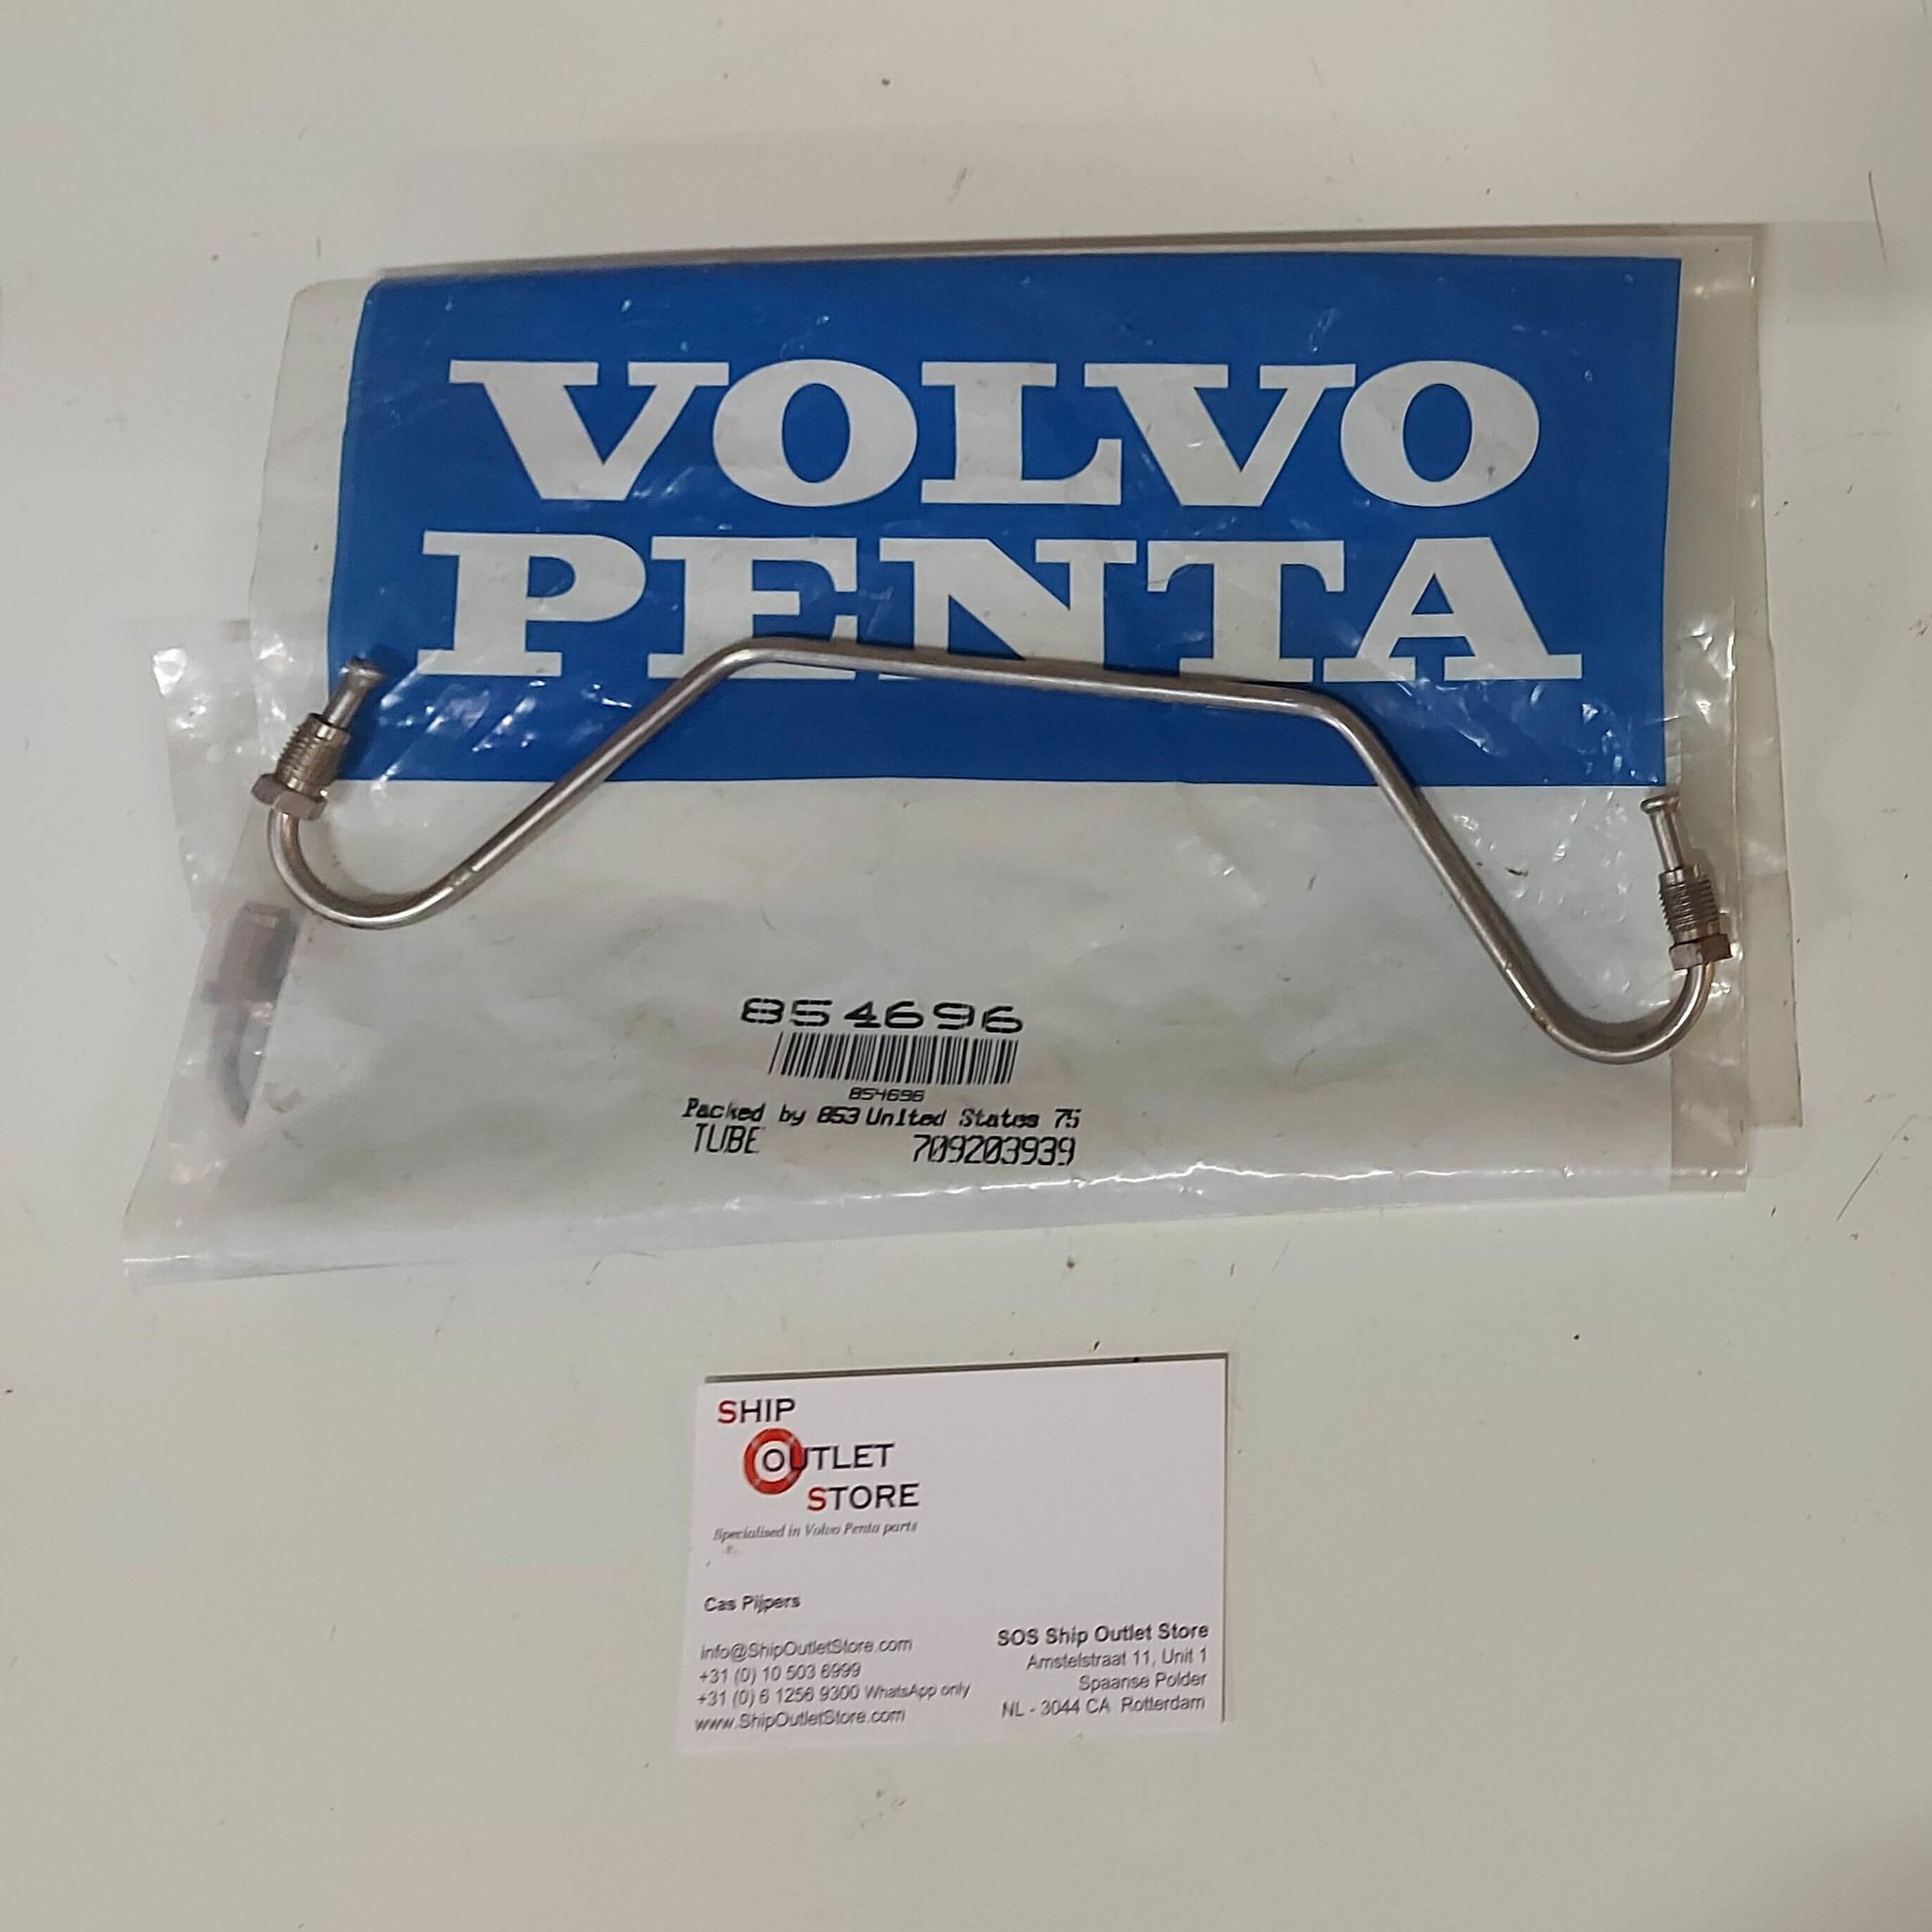 VOLVO
PENTA
854696
854696
Packed by 853 United States 75
TUBE 709203939
SHIP
OUTLET
STORE
Specialised in Volvo Penta parts
Cas Pijpers
info@ShipOutletStore.com
+31 (0) 10 503 6999
+31 (0) 6 1256 9300 WhatsApp only
www.ShipOutletStore.com
SOS Ship Outlet Store
Amstelstraat 11, Unit 1
Spaanse Polder
NL - 3044 CA Rotterdam